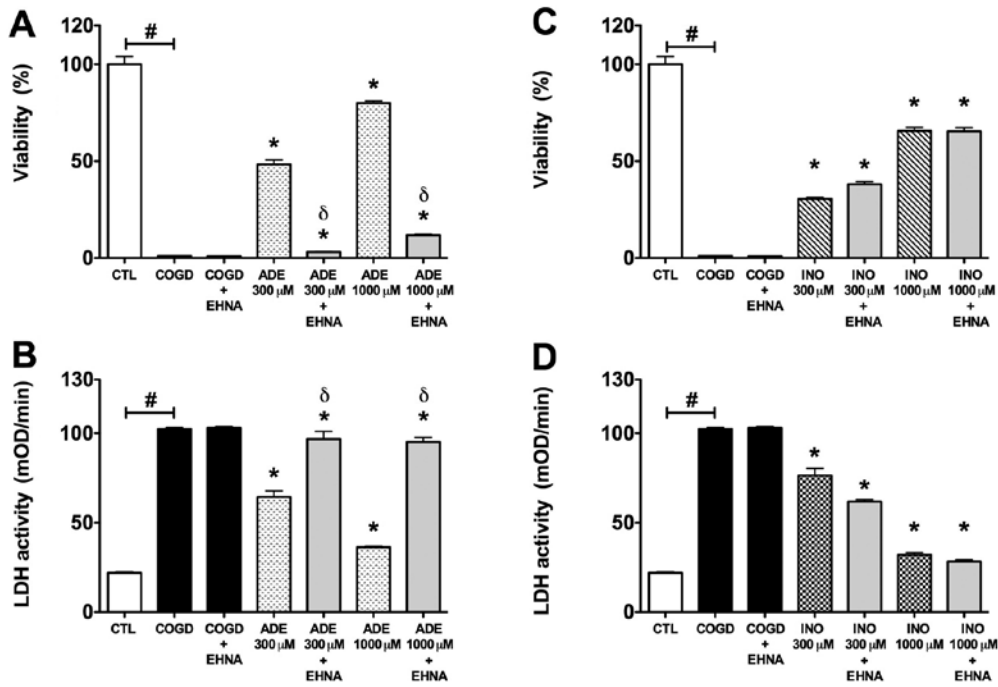 A
Viability (%)
120
100
50
0
#
*
δ
*
*
δ
*
CTL
COGD
COGD
+
EHNA
ADE
300 μM
ADE
300 μM
+
EHNA
ADE
1000 μM
ADE
1000 μM
+
EHNA
C
Viability (%)
120
100
50
0
#
*
*
*
*
CTL
COGD
COGD
+
EHNA
INO
300 μM
INO
300 μM
+
EHNA
INO
1000 μM
INO
1000 μM
+
EHNA
B
LDH activity (mOD/min)
130
100
50
0
#
*
δ
*
*
δ
*
CTL
COGD
COGD
+
EHNA
ADE
300 μM
ADE
300 μM
+
EHNA
ADE
1000 μM
ADE
1000 μM
+
EHNA
D
LDH activity (mOD/min)
130
100
50
0
#
*
*
*
*
CTL
COGD
COGD
+
EHNA
INO
300 μM
INO
300 μM
+
EHNA
INO
1000 μM
INO
1000 μM
+
EHNA